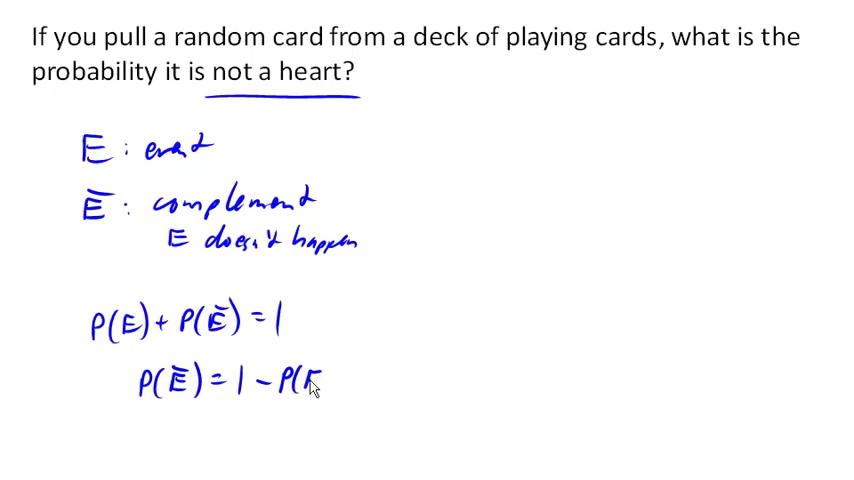 If you pull a random card from a deck of playing cards, what is the
probability it is not a heart?
E : event
Ē : complement
E doesn't happen
P(E) + P(Ē) = 1
P(Ē) = 1 - P(E